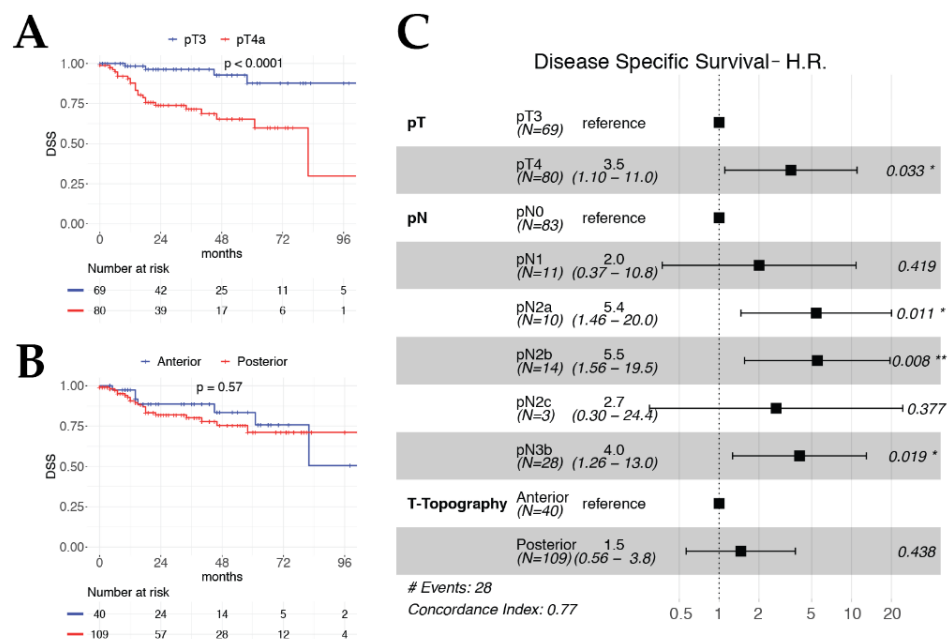 A
pT3 pT4a
p < 0.0001
DSS
1.00
0.75
0.50
0.25
0.00
0 24 48 72 96
months
Number at risk
69 42 25 11 5
80 39 17 6 1
B
Anterior Posterior
p = 0.57
DSS
1.00
0.75
0.50
0.25
0.00
0 24 48 72 96
months
Number at risk
40 24 14 5 2
109 57 28 12 4
C
Disease Specific Survival− H.R.
pT pT3 reference
(N=69)
pT4 3.5
(N=80) (1.10 − 11.0) 0.033 *
pN pN0 reference
(N=83)
pN1 2.0
(N=11) (0.37 − 10.8) 0.419
pN2a 5.4
(N=10) (1.46 − 20.0) 0.011 *
pN2b 5.5
(N=14) (1.56 − 19.5) 0.008 **
pN2c 2.7
(N=3) (0.30 − 24.4) 0.377
pN3b 4.0
(N=28) (1.26 − 13.0) 0.019 *
T-Topography Anterior reference
(N=40)
Posterior 1.5
(N=109) (0.56 − 3.8) 0.438
# Events: 28
Concordance Index: 0.77
0.5 1 2 5 10 20